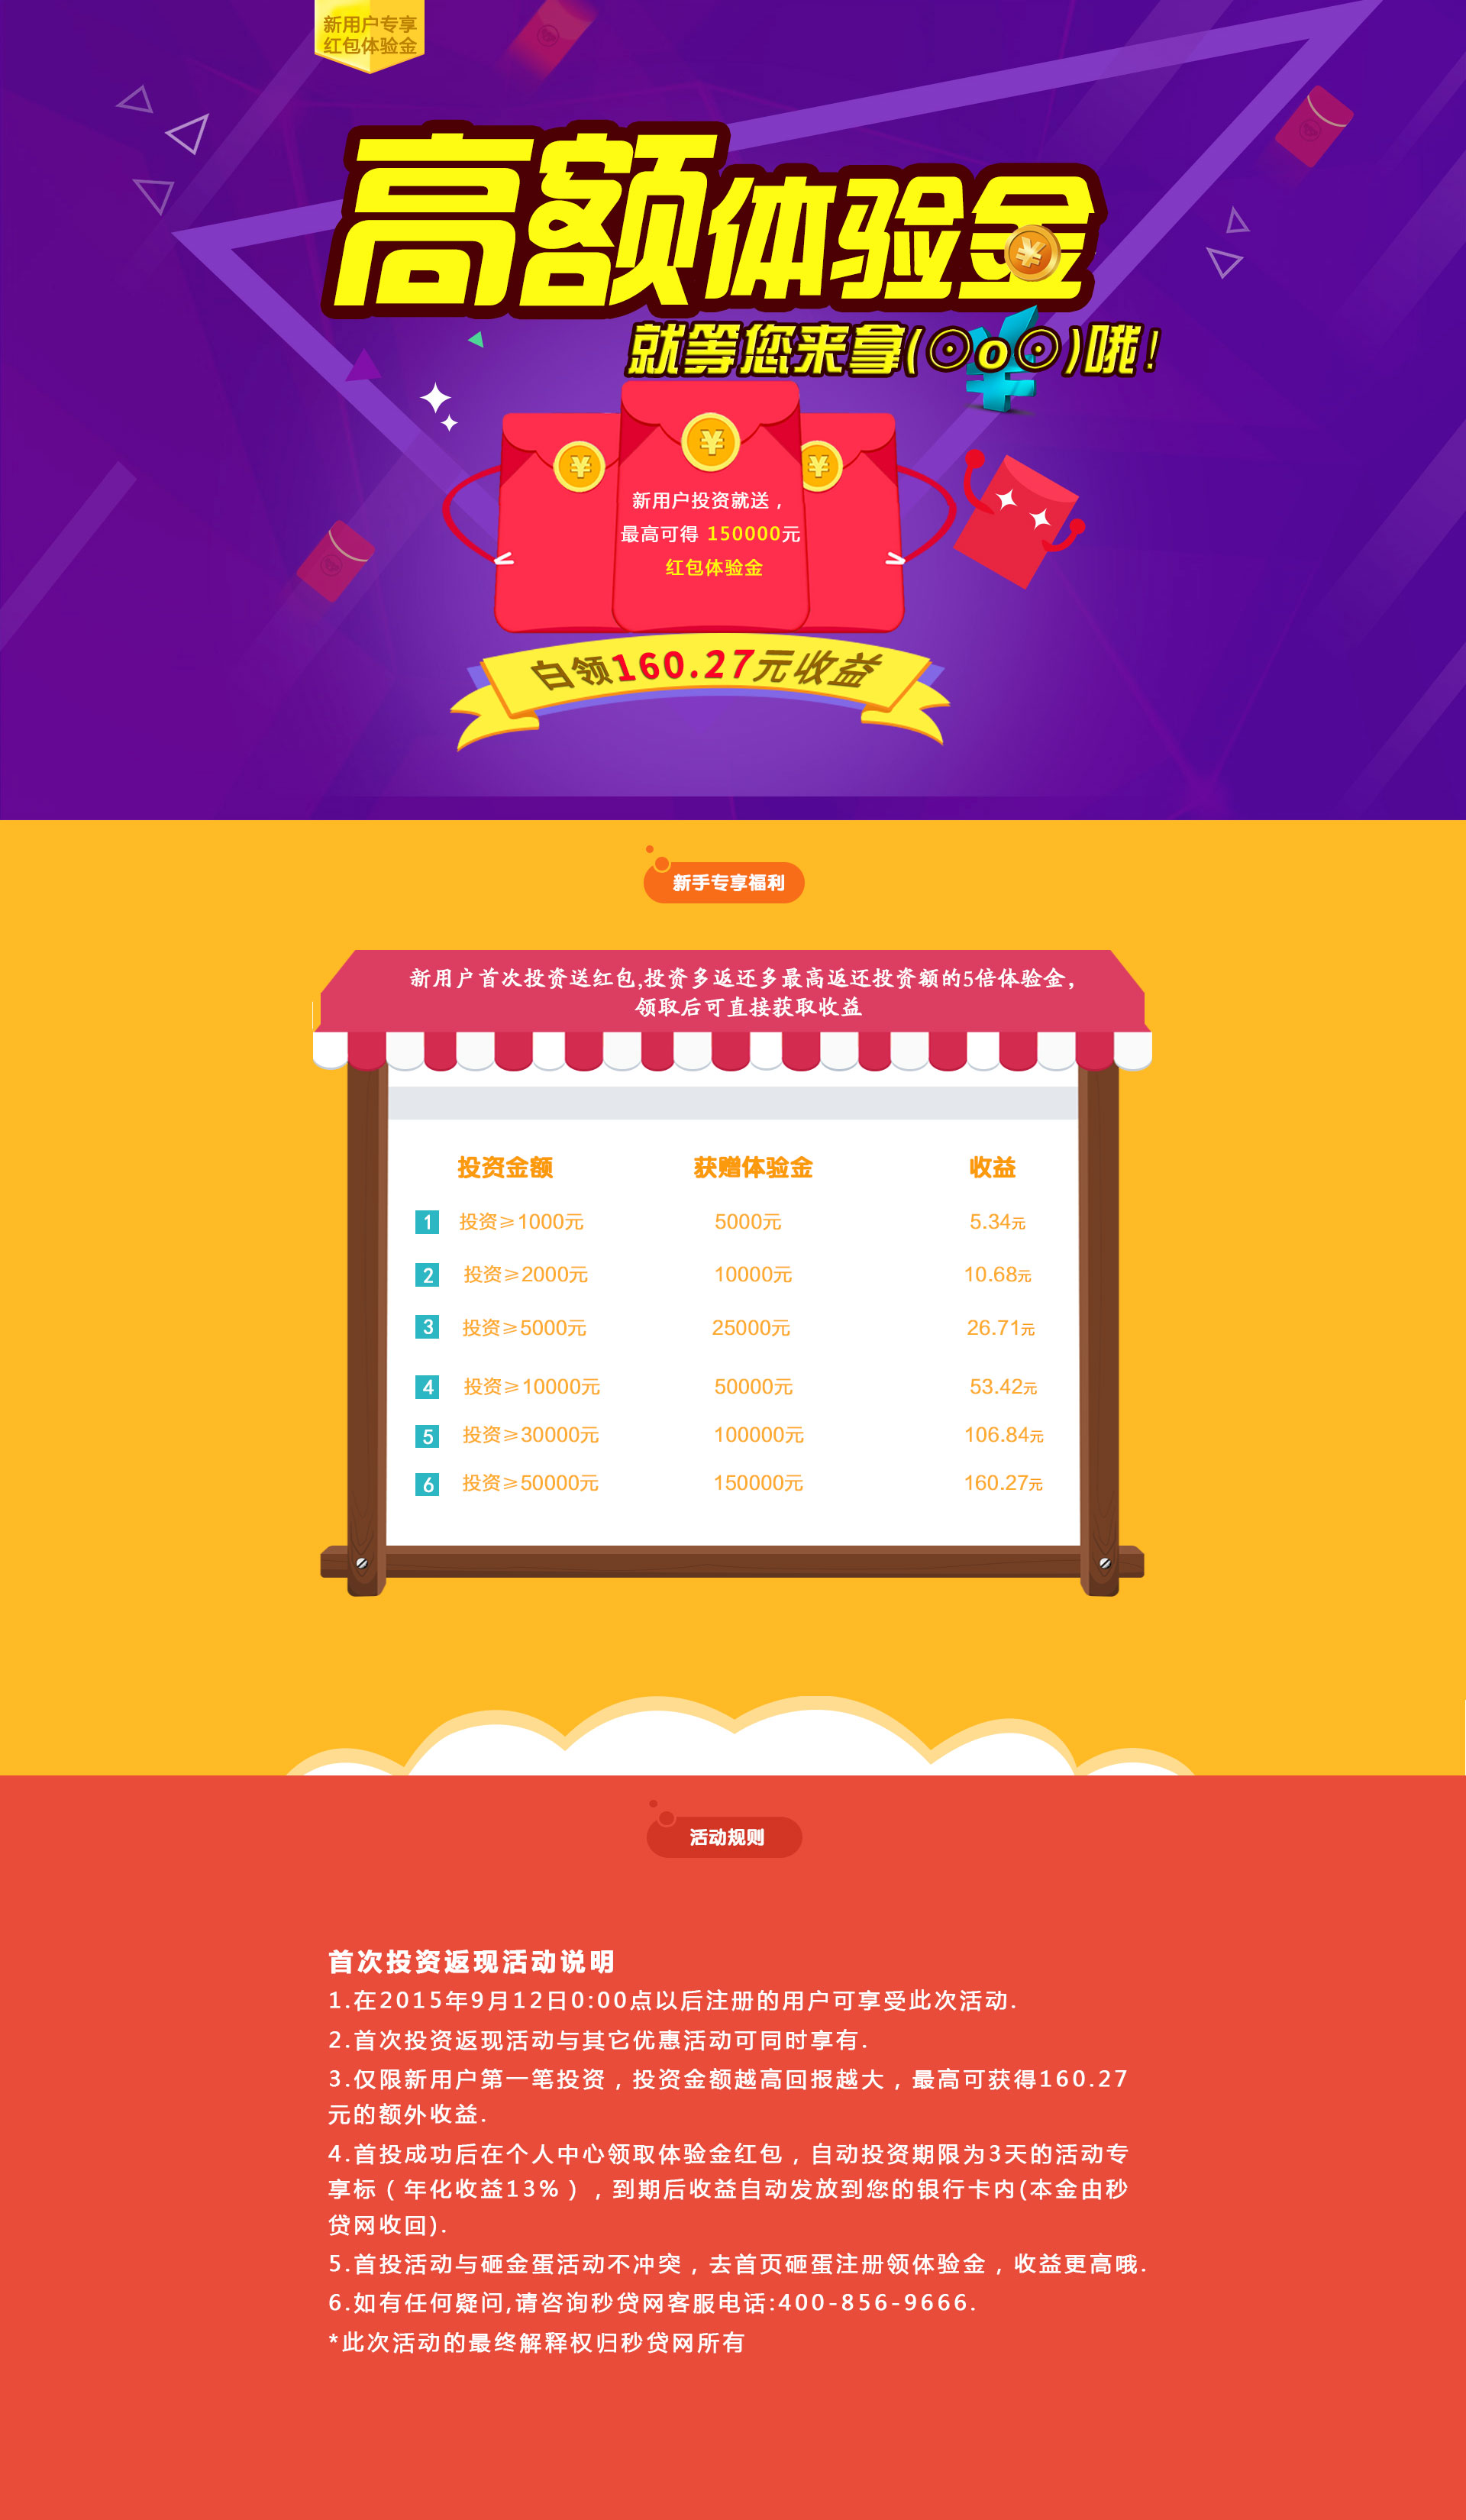 新用户专享
红包体验金
高额体验金
就等您来拿(⊙o⊙)哦!
新用户投资就送，
最高可得 150000元
红包体验金
白领160.27元收益
新手专享福利
新用户首次投资送红包,投资多返还多最高返还投资额的5倍体验金，
领取后可直接获取收益
投资金额 获赠体验金 收益
1 投资≥1000元 5000元 5.34元
2 投资≥2000元 10000元 10.68元
3 投资≥5000元 25000元 26.71元
4 投资≥10000元 50000元 53.42元
5 投资≥30000元 100000元 106.84元
6 投资≥50000元 150000元 160.27元
活动规则
首次投资返现活动说明
1.在2015年9月12日0:00点以后注册的用户可享受此次活动.
2.首次投资返现活动与其它优惠活动可同时享有.
3.仅限新用户第一笔投资，投资金额越高回报越大，最高可获得160.27
元的额外收益.
4.首投成功后在个人中心领取体验金红包，自动投资期限为3天的活动专
享标（年化收益13%），到期后收益自动发放到您的银行卡内(本金由秒
贷网收回).
5.首投活动与砸金蛋活动不冲突，去首页砸蛋注册领体验金，收益更高哦.
6.如有任何疑问,请咨询秒贷网客服电话:400-856-9666.
*此次活动的最终解释权归秒贷网所有